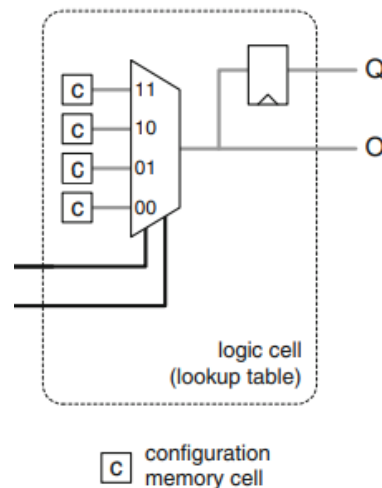 Q
C 11
C 10
O
C 01
C 00
logic cell
(lookup table)
C configuration
memory cell